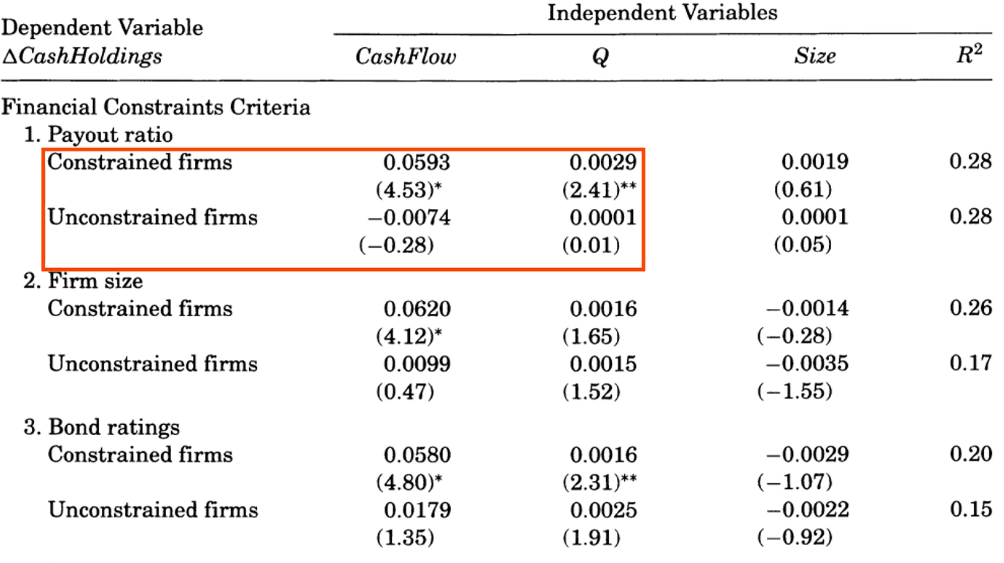 Dependent Variable Independent Variables
ΔCashHoldings CashFlow Q Size R²
Financial Constraints Criteria
1. Payout ratio
Constrained firms 0.0593 0.0029 0.0019 0.28
(4.53)* (2.41)** (0.61)
Unconstrained firms −0.0074 0.0001 0.0001 0.28
(−0.28) (0.01) (0.05)
2. Firm size
Constrained firms 0.0620 0.0016 −0.0014 0.26
(4.12)* (1.65) (−0.28)
Unconstrained firms 0.0099 0.0015 −0.0035 0.17
(0.47) (1.52) (−1.55)
3. Bond ratings
Constrained firms 0.0580 0.0016 −0.0029 0.20
(4.80)* (2.31)** (−1.07)
Unconstrained firms 0.0179 0.0025 −0.0022 0.15
(1.35) (1.91) (−0.92)